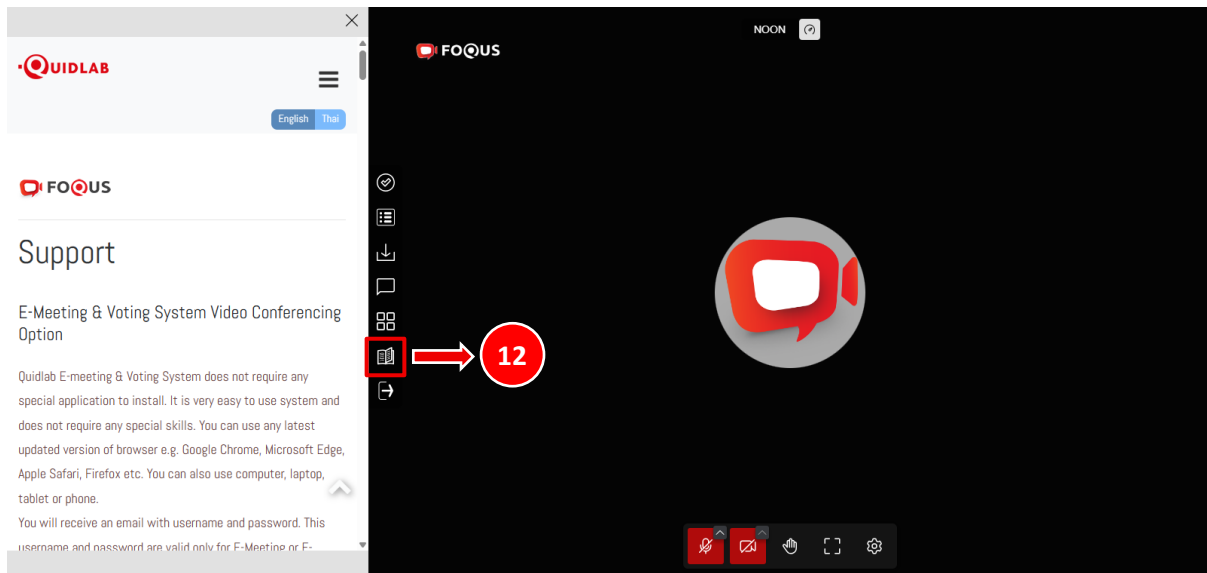 QUIDLAB
English Thai
FOQUS
Support
E-Meeting & Voting System Video Conferencing
Option
Quidlab E-meeting & Voting System does not require any
special application to install. It is very easy to use system and
does not require any special skills. You can use any latest
updated version of browser e.g. Google Chrome, Microsoft Edge,
Apple Safari, Firefox etc. You can also use computer, laptop,
tablet or phone.
You will receive an email with username and password. This
username and password are valid only for E-Meeting or E-
NOON
FOQUS
12